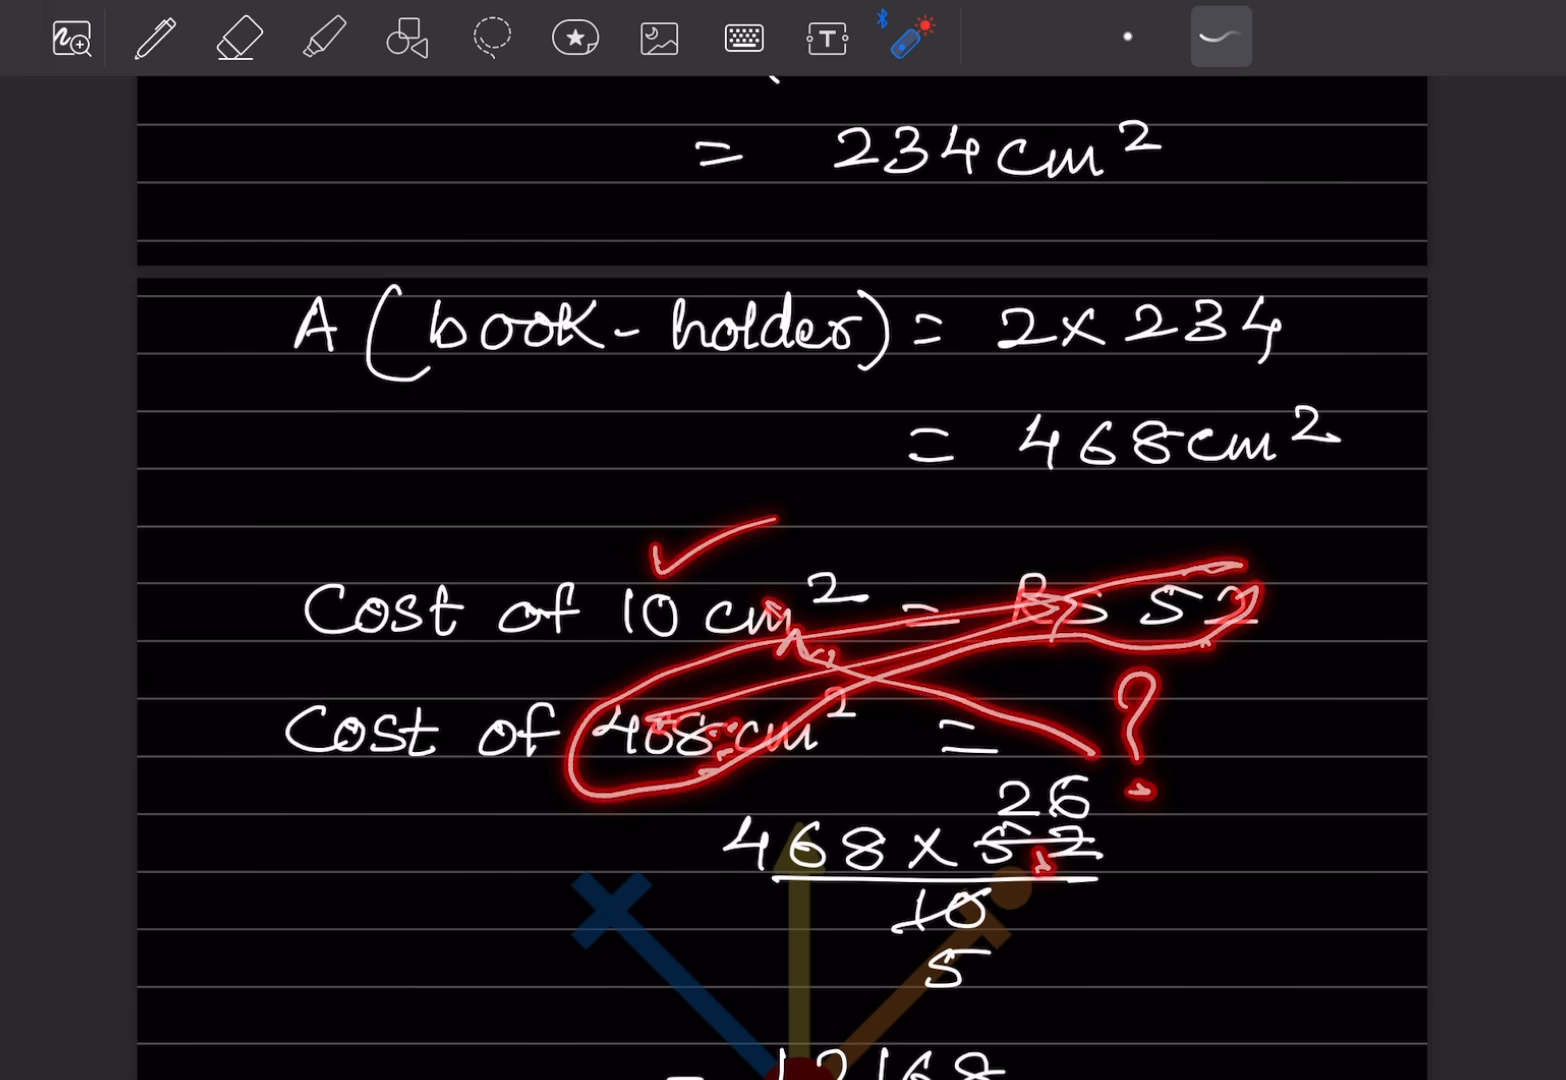 = 234 cm²
A (book-holder) = 2 x 234
= 468 cm²
Cost of 10 cm² = Rs 52
Cost of 468 cm² = ?
26
468 x 52
10
5
= 12168